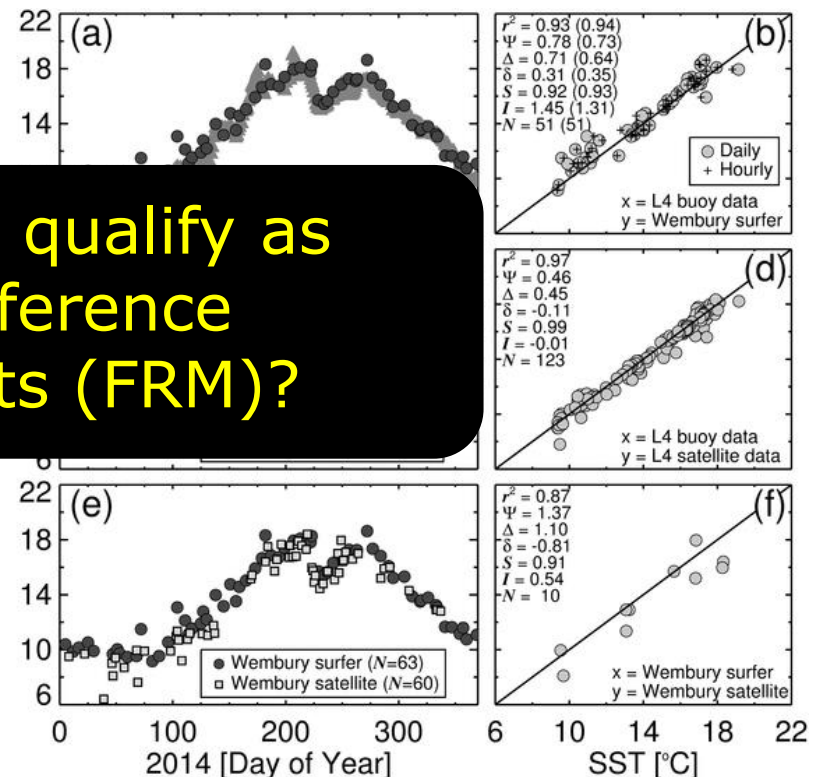 22
18
14
6
(a)
r² = 0.93 (0.94)
Ψ = 0.78 (0.73)
Δ = 0.71 (0.64)
δ = 0.31 (0.35)
S = 0.92 (0.93)
I = 1.45 (1.31)
N = 51 (51)
(b)
Daily
+ Hourly
x = L4 buoy data
y = Wembury surfer
qualify as
ference
ts (FRM)?
r² = 0.97
Ψ = 0.46
Δ = 0.45
δ = -0.11
S = 0.99
I = -0.01
N = 123
(d)
x = L4 buoy data
y = L4 satellite data
22
18
14
10
6
(e)
Wembury surfer (N=63)
Wembury satellite (N=60)
0 100 200 300
2014 [Day of Year]
r² = 0.87
Ψ = 1.37
Δ = 1.10
δ = -0.81
S = 0.91
I = 0.54
N = 10
(f)
x = Wembury surfer
y = Wembury satellite
6 10 14 18 22
SST [°C]